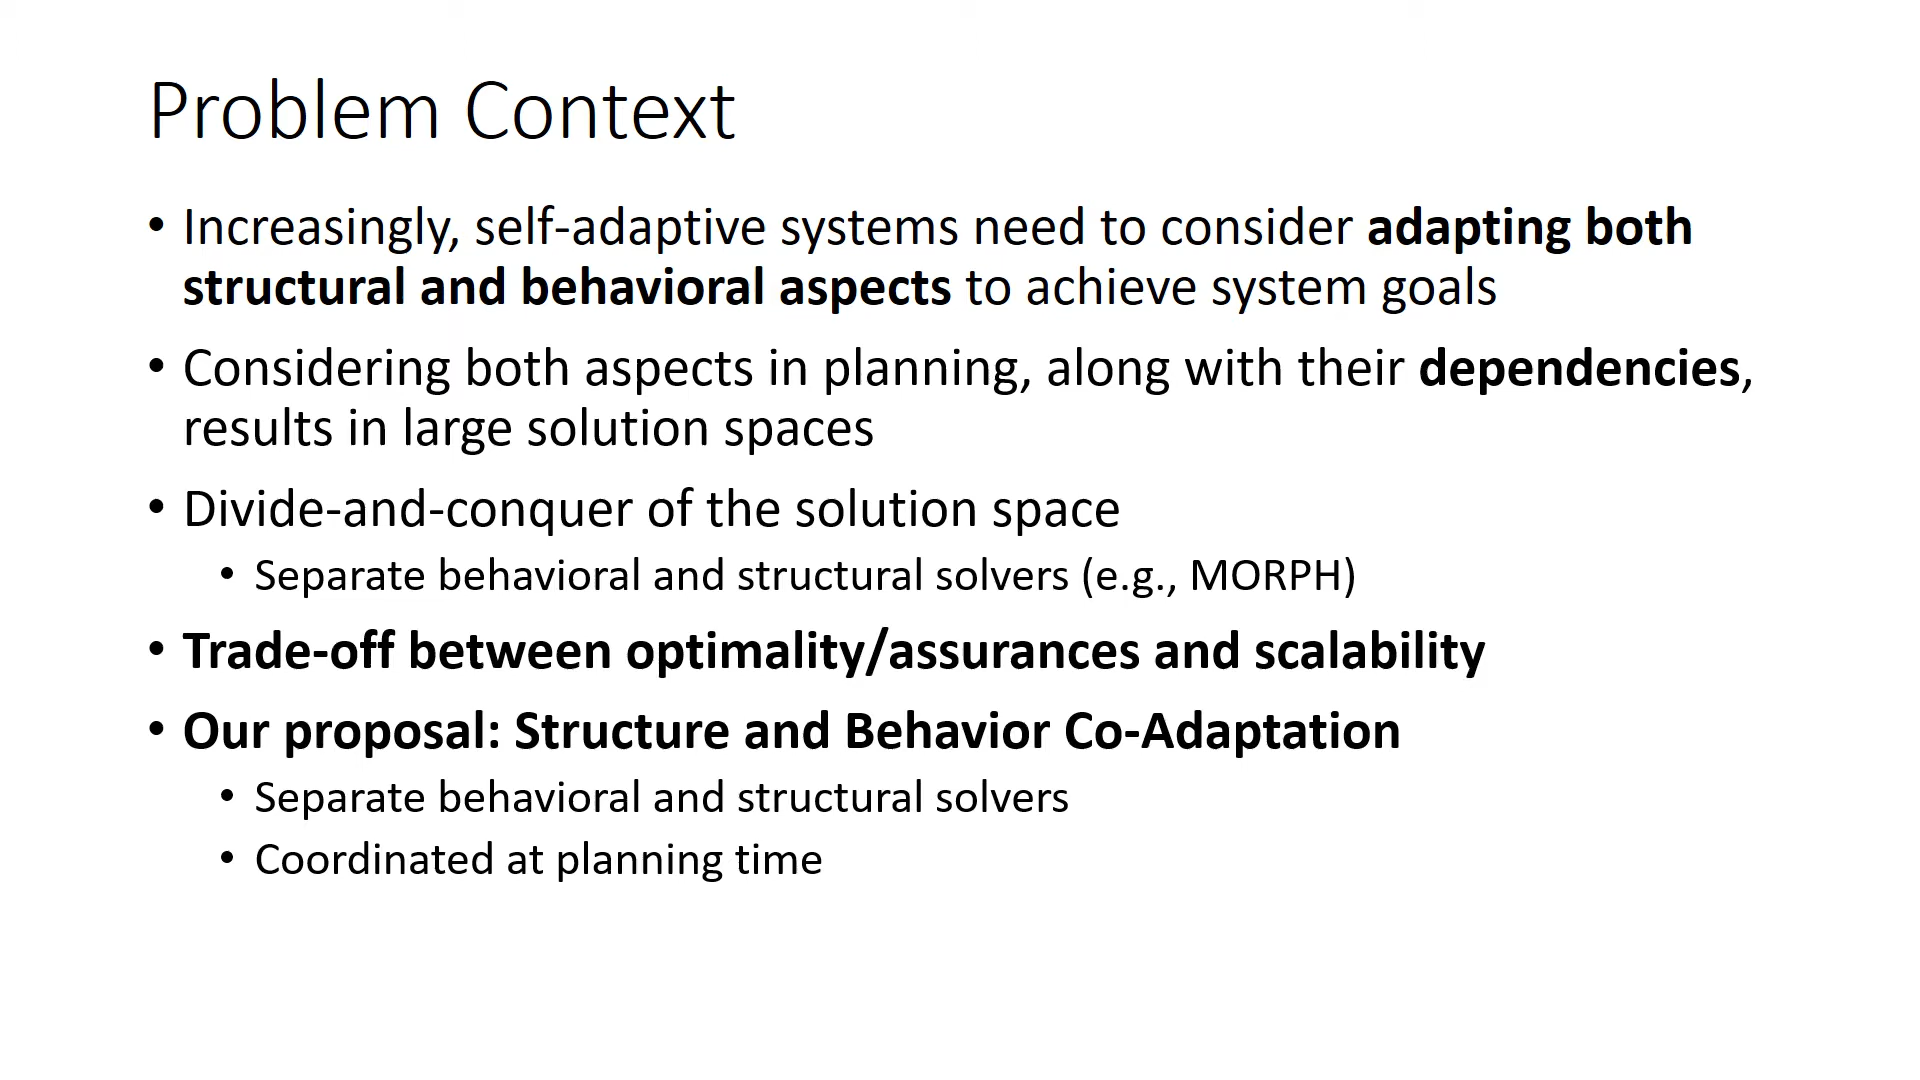 Problem Context
• Increasingly, self-adaptive systems need to consider adapting both
structural and behavioral aspects to achieve system goals
• Considering both aspects in planning, along with their dependencies,
results in large solution spaces
• Divide-and-conquer of the solution space
• Separate behavioral and structural solvers (e.g., MORPH)
• Trade-off between optimality/assurances and scalability
• Our proposal: Structure and Behavior Co-Adaptation
• Separate behavioral and structural solvers
• Coordinated at planning time